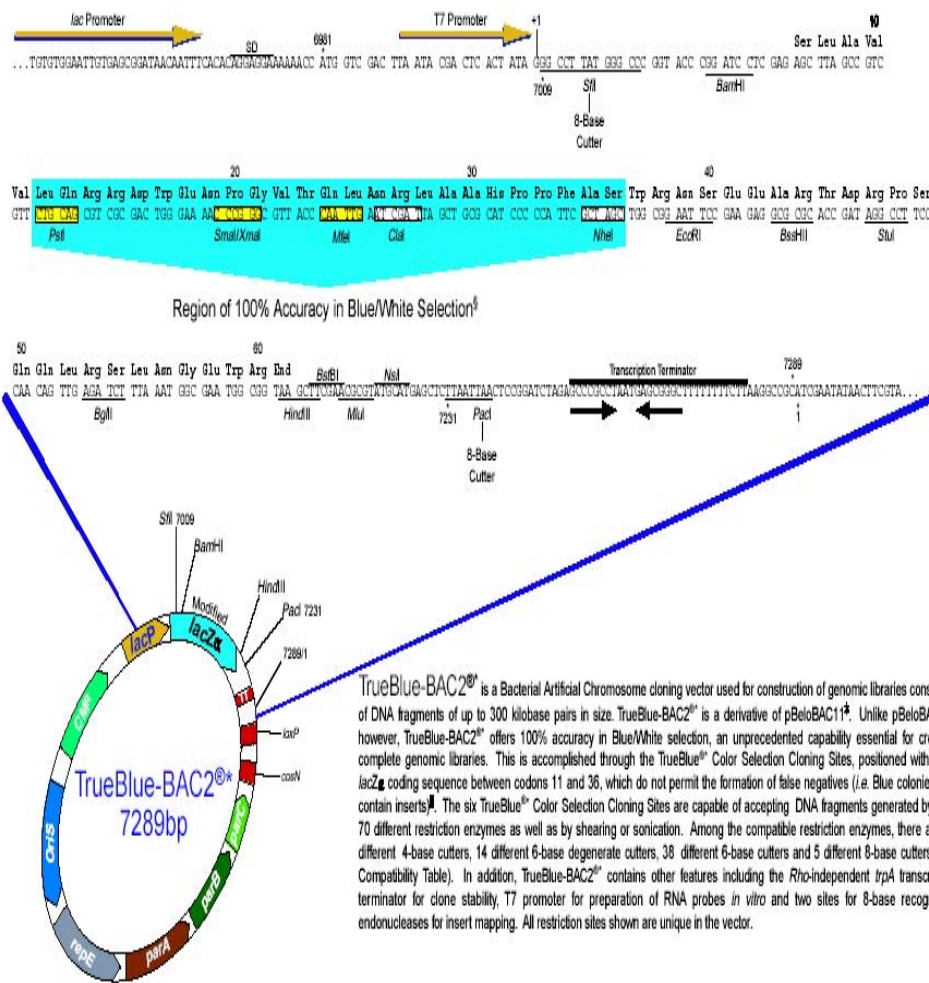 lac Promoter T7 Promoter +1 10
SD 6981 Ser Leu Ala Val
...TGTGTGGAATTGTGAGCGGATAACAATTTCACACAGGAGGAAAAAACC ATG GTC GAC TTA ATA CGA CTC ACT ATA GGG CCT TAT GGG CCC GGT ACC CGG ATC CTC GAG AGC TTA GCC GTC
7009 SfiI BamHI
8-Base
Cutter
20 30 40
Val Leu Gln Arg Arg Asp Trp Glu Asn Pro Gly Val Thr Gln Leu Asn Arg Leu Ala Ala His Pro Pro Phe Ala Ser Trp Arg Asn Ser Glu Glu Ala Arg Thr Asp Arg Pro Ser
GTT CTG CAG CGT CGC GAC TGG GAA AAC CCG GGC GTT ACC CAA TTG AAT CGA TTA GCT GCG CAT CCC CCA TTC GCT AGC TGG CGG AAT TCC GAA GAG GCG CGC ACC GAT AGG CCT TCC
PstI SmaI/XmaI MfeI ClaI NheI EcoRI BssHII StuI
Region of 100% Accuracy in Blue/White Selection§
50 60
Gln Gln Leu Arg Ser Leu Asn Gly Glu Trp Arg End BstBI NsiI Transcription Terminator 7289
CAA CAG TTG AGA TCT TTA AAT GGC GAA TGG CGG TAA GCTTCGAACGCGTATGCATGAGCTCTTAATTAACTCCGGATCTAGAGCCCGCCTAATGAGCGGGCTTTTTTTTCTTAAGGCCGCATCGAATATAACTTCGTA....
BglII HindIII MluI 7231 PacI 1
8-Base
Cutter
SfiI 7009
BamHI
HindIII
PacI 7231
7289/1
Modified
lacP
lacZα
TT
loxP
cosN
CMR
OriS
repE
parA
parB
parC
TrueBlue-BAC2®*
7289bp
TrueBlue-BAC2®* is a Bacterial Artificial Chromosome cloning vector used for construction of genomic libraries cons
of DNA fragments of up to 300 kilobase pairs in size. TrueBlue-BAC2®* is a derivative of pBeloBAC11‡. Unlike pBeloBA
however, TrueBlue-BAC2®* offers 100% accuracy in Blue/White selection, an unprecedented capability essential for cr
complete genomic libraries. This is accomplished through the TrueBlue®* Color Selection Cloning Sites, positioned with
lacZα coding sequence between codons 11 and 36, which do not permit the formation of false negatives (i.e. Blue colonie
contain inserts). The six TrueBlue®* Color Selection Cloning Sites are capable of accepting DNA fragments generated by
70 different restriction enzymes as well as by shearing or sonication. Among the compatible restriction enzymes, there a
different 4-base cutters, 14 different 6-base degenerate cutters, 38 different 6-base cutters and 5 different 8-base cutters
Compatibility Table). In addition, TrueBlue-BAC2®* contains other features including the Rho-independent trpA transcr
terminator for clone stability, T7 promoter for preparation of RNA probes in vitro and two sites for 8-base recog
endonucleases for insert mapping. All restriction sites shown are unique in the vector.